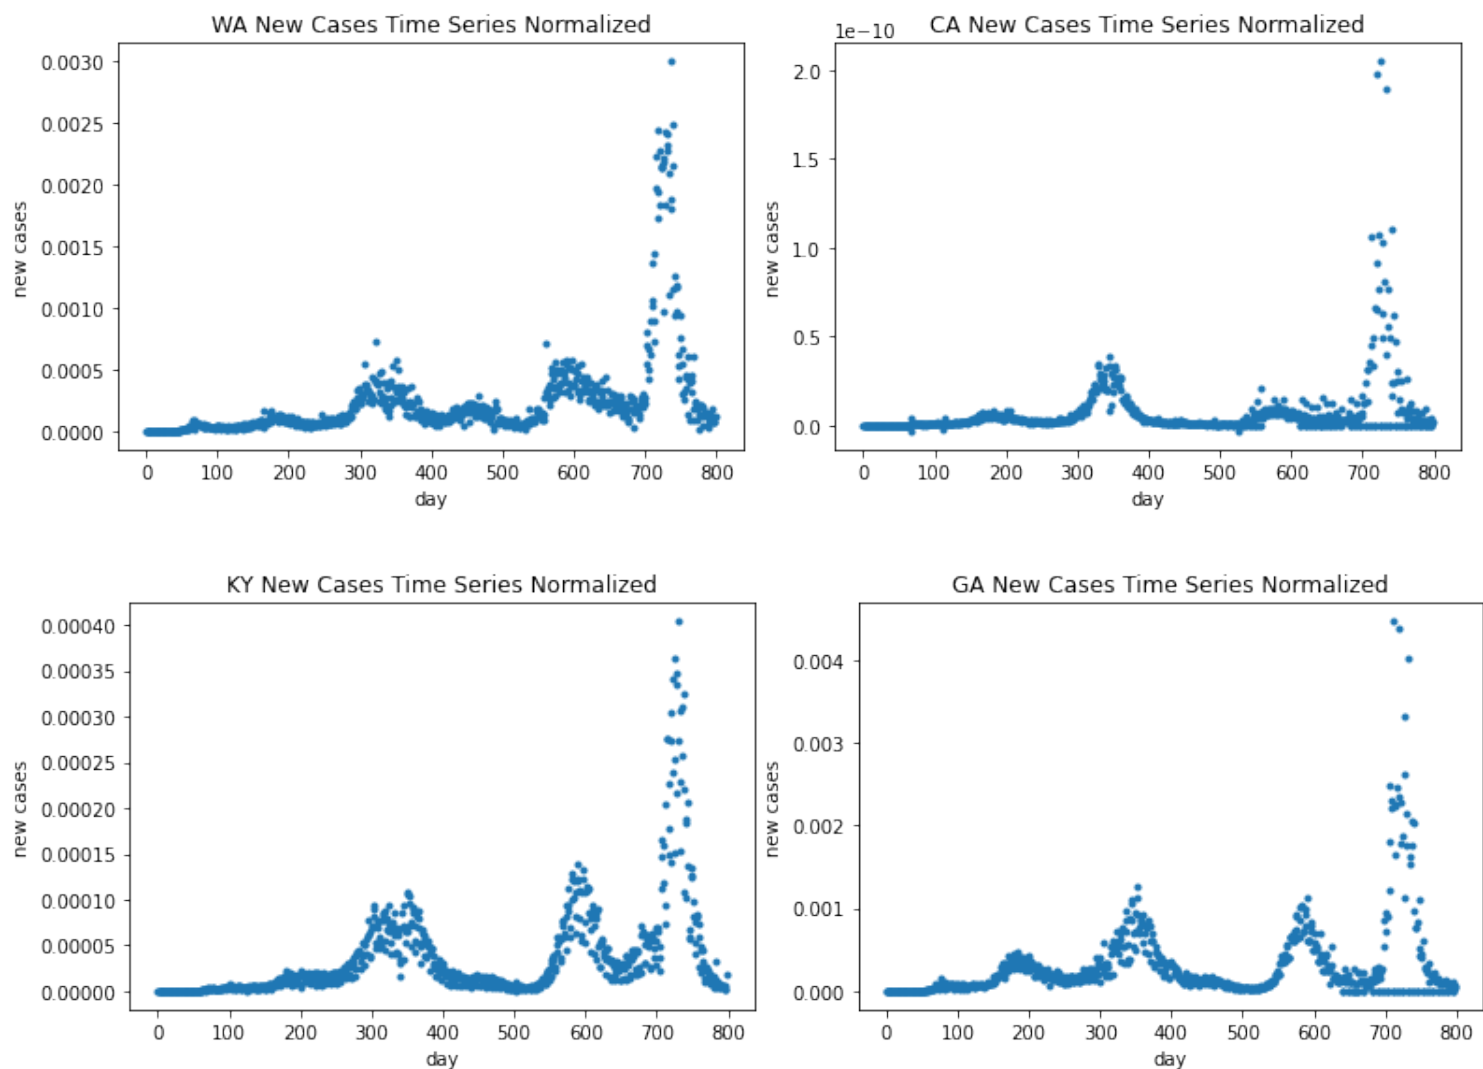 WA New Cases Time Series Normalized
0.0030
0.0025
0.0020
0.0015
0.0010
0.0005
0.0000
new cases
0 100 200 300 400 500 600 700 800
day
CA New Cases Time Series Normalized
1e−10
2.0
1.5
1.0
0.5
0.0
new cases
0 100 200 300 400 500 600 700 800
day
KY New Cases Time Series Normalized
0.00040
0.00035
0.00030
0.00025
0.00020
0.00015
0.00010
0.00005
0.00000
new cases
0 100 200 300 400 500 600 700 800
day
GA New Cases Time Series Normalized
0.004
0.003
0.002
0.001
0.000
new cases
0 100 200 300 400 500 600 700 800
day